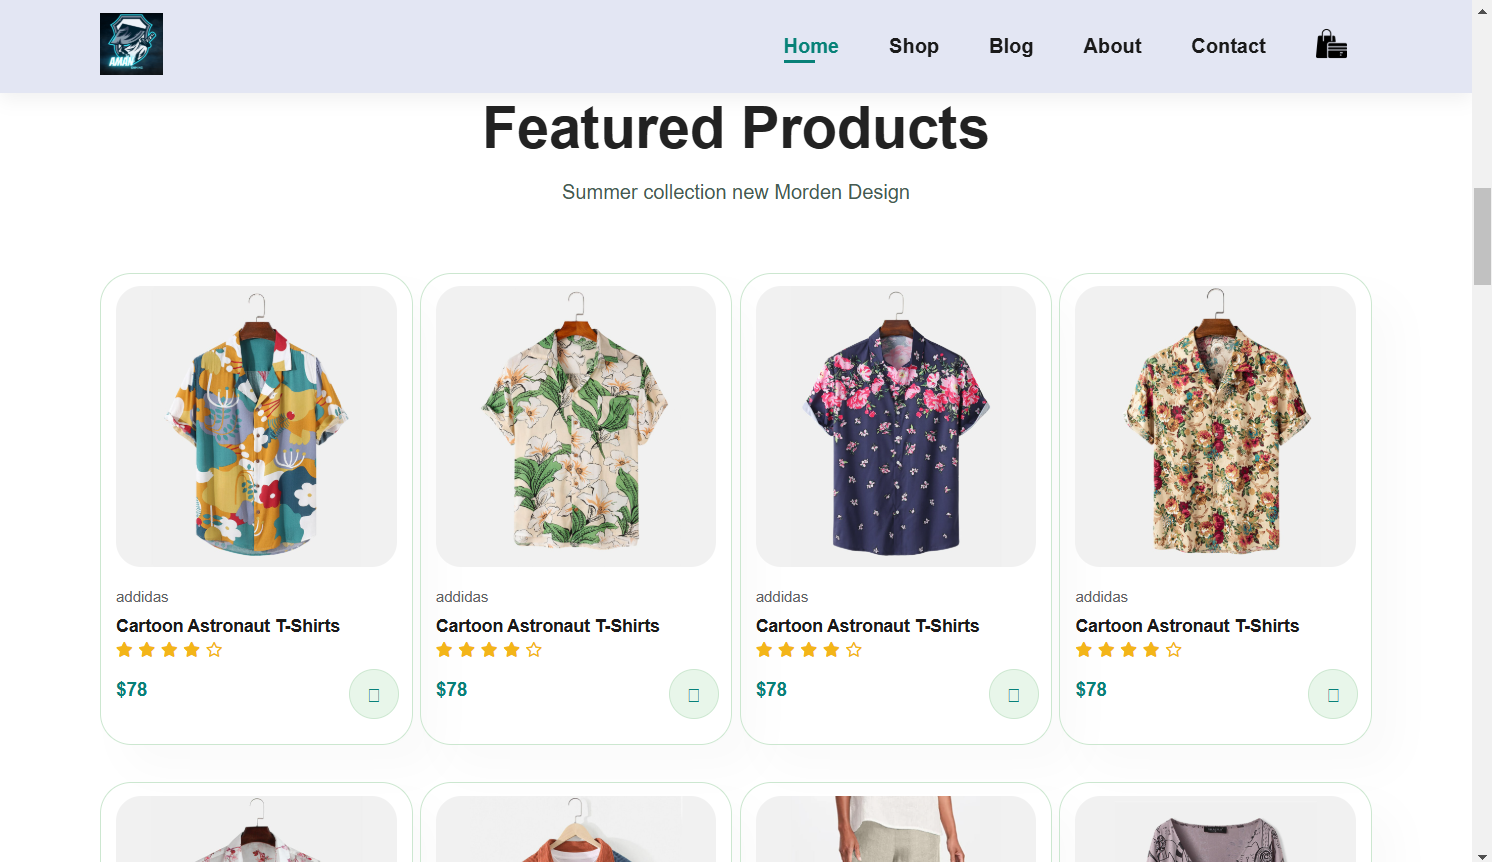 AMAN
Home Shop Blog About Contact
Featured Products
Summer collection new Morden Design
addidas addidas addidas addidas
Cartoon Astronaut T-Shirts Cartoon Astronaut T-Shirts Cartoon Astronaut T-Shirts Cartoon Astronaut T-Shirts
$78 $78 $78 $78